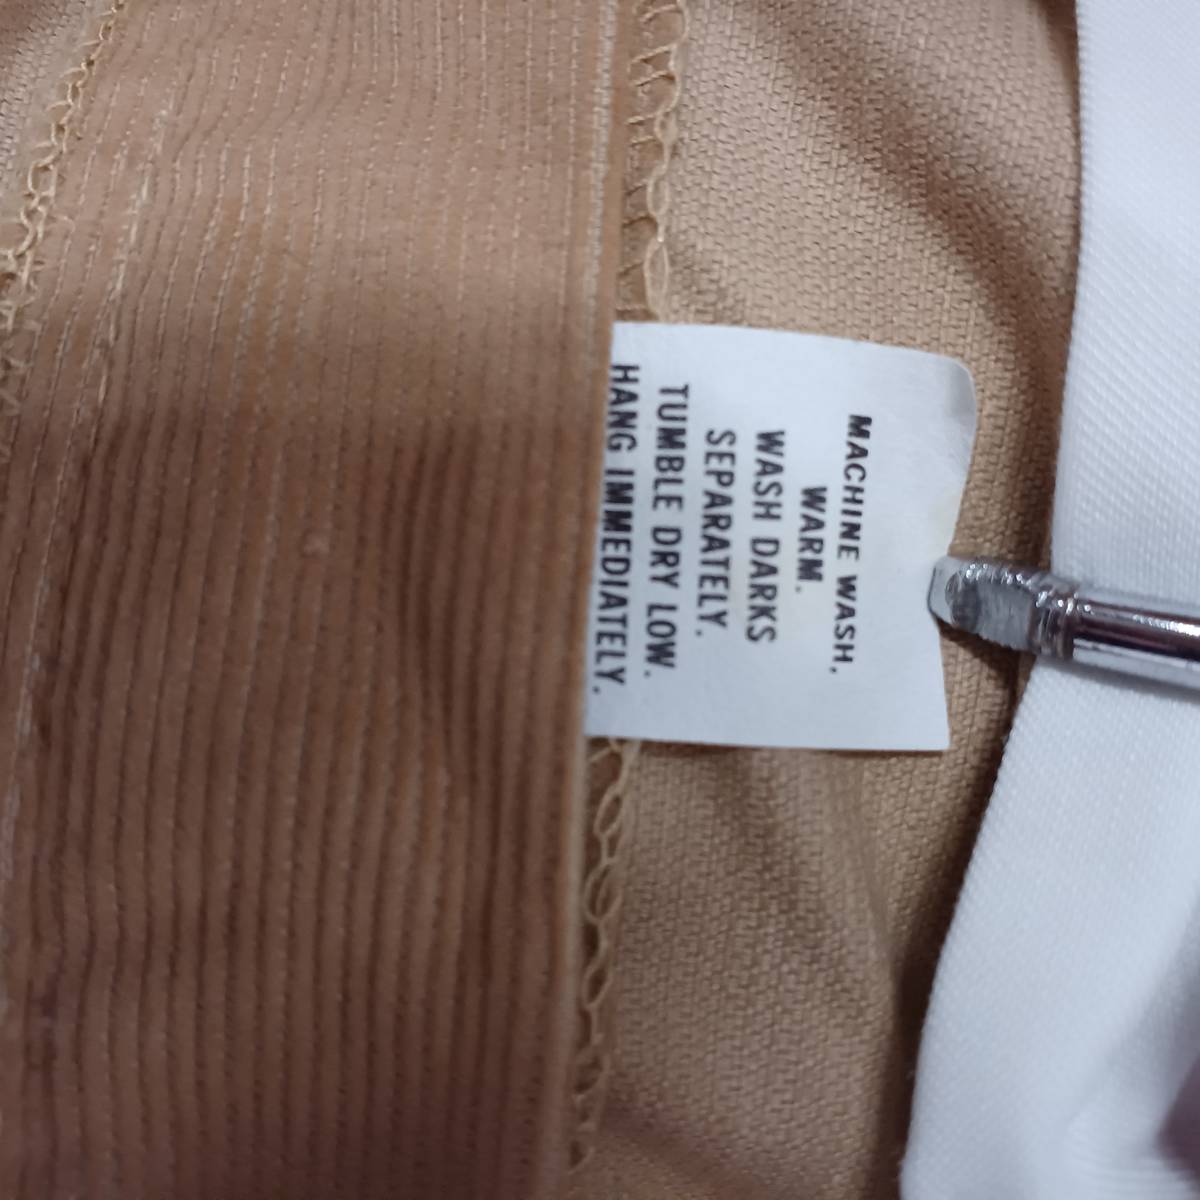 MACHINE WASH,
WARM.
WASH DARKS
SEPARATELY.
TUMBLE DRY LOW.
HANG IMMEDIATELY.